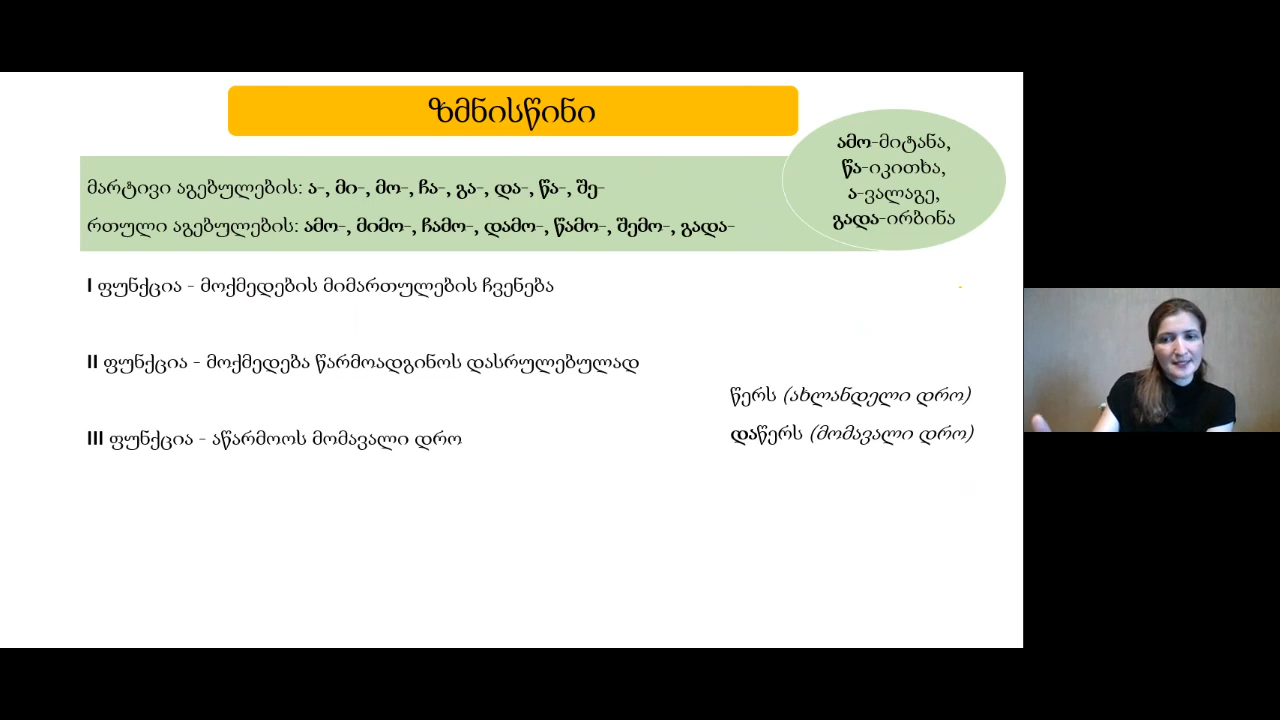 ზმნისწინი
ამო-მიტანა,
წა-იკითხა,
ა-ვალაგე,
გადა-ირბინა
მარტივი აგებულების: ა-, მი-, მო-, ჩა-, გა-, და-, წა-, შე-
რთული აგებულების: ამო-, მიმო-, ჩამო-, დამო-, წამო-, შემო-, გადა-
I ფუნქცია - მოქმედების მიმართულების ჩვენება
II ფუნქცია - მოქმედება წარმოადგინოს დასრულებულად
წერს (ახლანდელი დრო)
III ფუნქცია - აწარმოოს მომავალი დრო
დაწერს (მომავალი დრო)